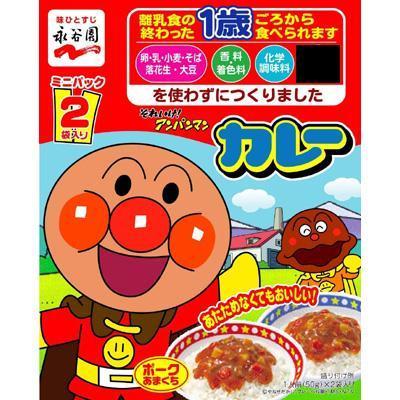 味ひとすじ
永谷園
離乳食の
終わった
1歳
ごろから
食べられます
卵・乳・小麦・そば
落花生・大豆
香料
着色料
化学
調味料
を使わずにつくりました
ミニパック
2
袋入り
それいけ!
アンパンマン
カレー
あたためなくてもおいしい!
ポーク
あまくち
盛り付け例
1人前(50g)×2袋入り